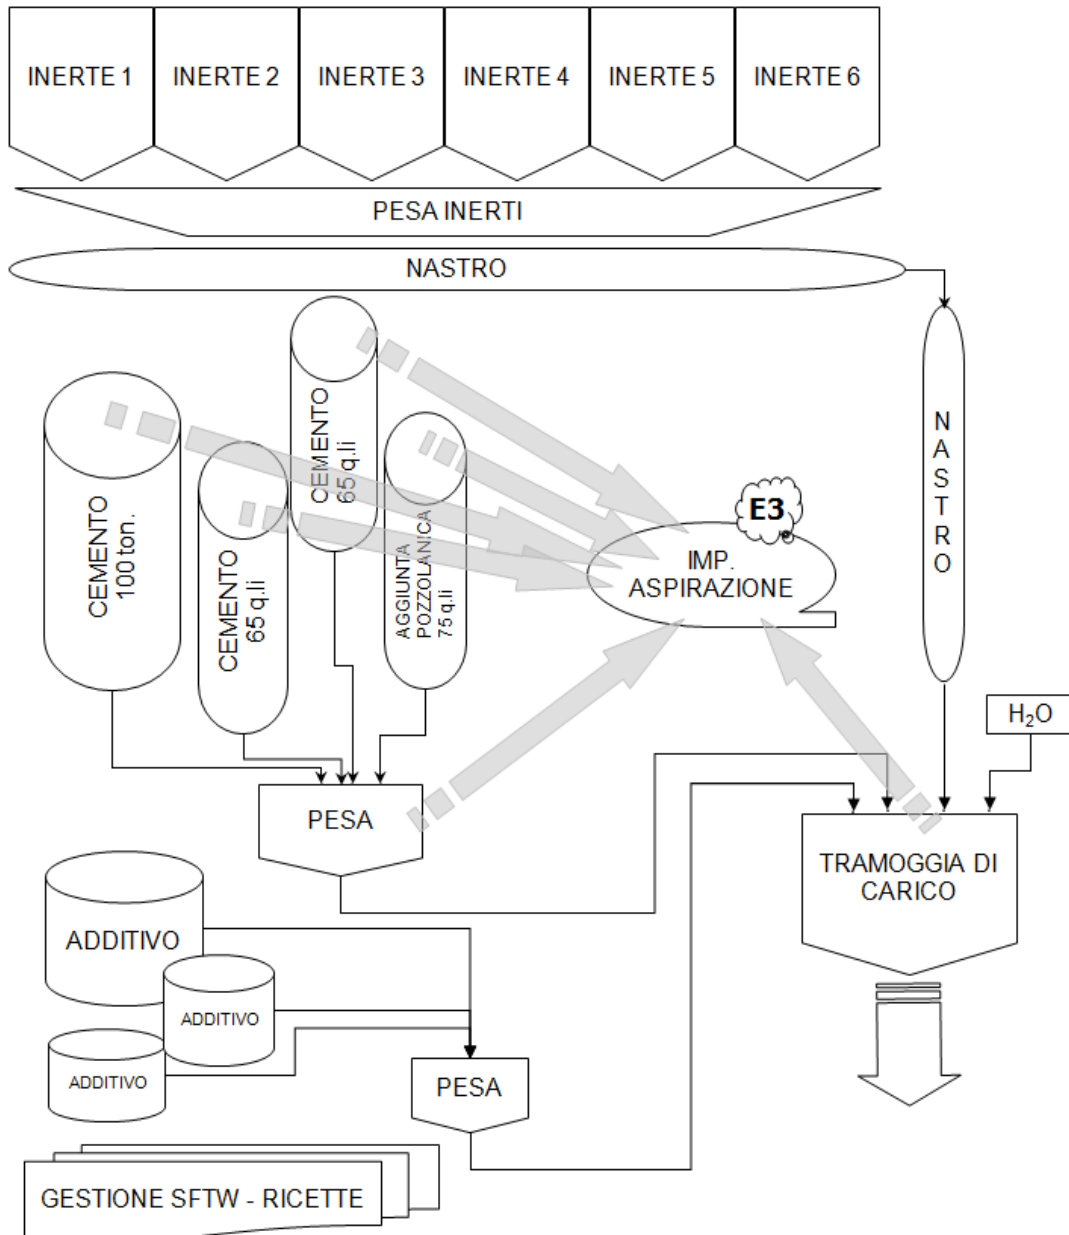 INERTE 1
INERTE 2
INERTE 3
INERTE 4
INERTE 5
INERTE 6
PESA INERTI
NASTRO
CEMENTO
100 ton.
CEMENTO
65 q.li
CEMENTO
65 q.li
AGGIUNTA
POZZOLANICA
75 q.li
E3
IMP.
ASPIRAZIONE
NASTRO
H₂O
PESA
TRAMOGGIA DI
CARICO
ADDITIVO
ADDITIVO
ADDITIVO
PESA
GESTIONE SFTW - RICETTE